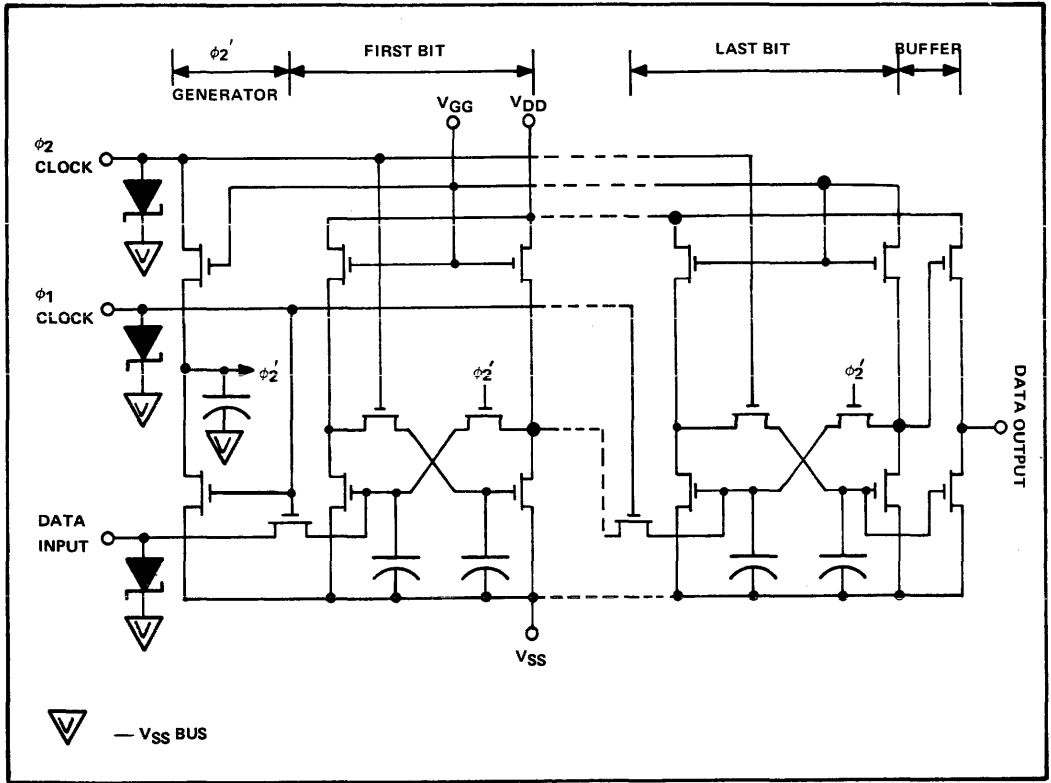 ϕ2′
GENERATOR
FIRST BIT
LAST BIT
BUFFER
VGG
VDD
ϕ2
CLOCK
ϕ1
CLOCK
ϕ2′
ϕ2′
ϕ2′
DATA OUTPUT
DATA
INPUT
VSS
V
V
V
V
V
— VSS BUS